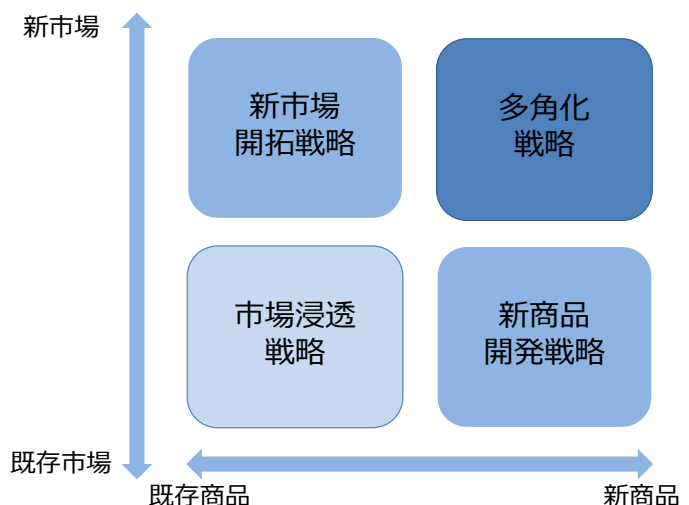 新市場
新市場
開拓戦略
多角化
戦略
市場浸透
戦略
新商品
開発戦略
既存市場
既存商品
新商品